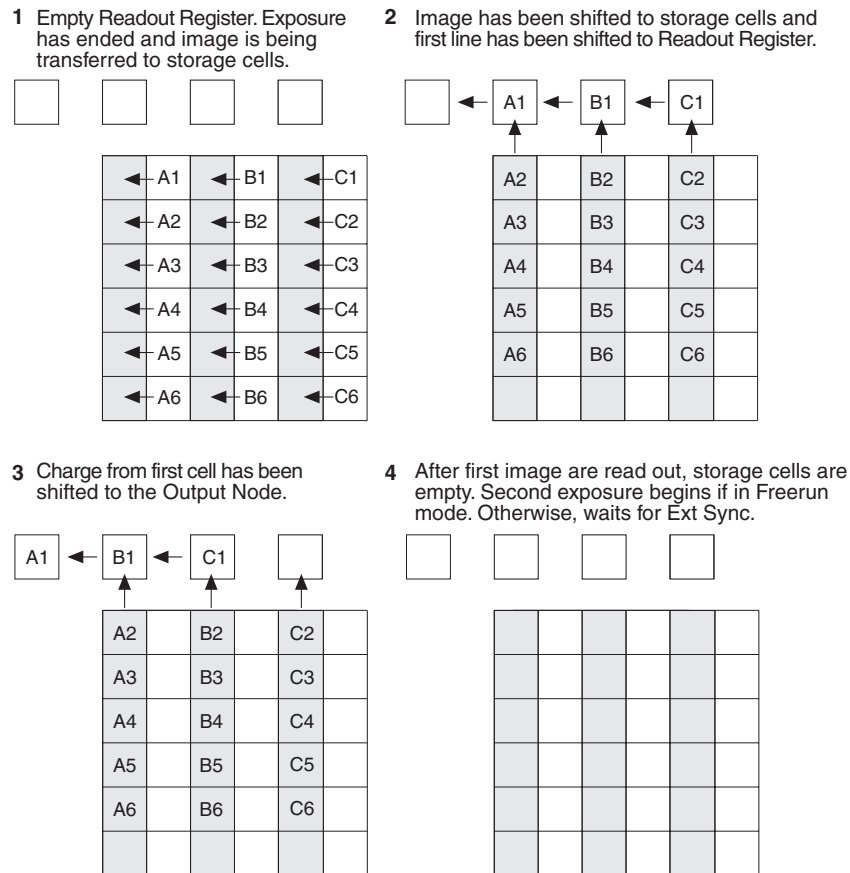 1 Empty Readout Register. Exposure
has ended and image is being
transferred to storage cells.
A1 B1 C1
A2 B2 C2
A3 B3 C3
A4 B4 C4
A5 B5 C5
A6 B6 C6
2 Image has been shifted to storage cells and
first line has been shifted to Readout Register.
A1 B1 C1
A2 B2 C2
A3 B3 C3
A4 B4 C4
A5 B5 C5
A6 B6 C6
3 Charge from first cell has been
shifted to the Output Node.
A1 B1 C1
A2 B2 C2
A3 B3 C3
A4 B4 C4
A5 B5 C5
A6 B6 C6
4 After first image are read out, storage cells are
empty. Second exposure begins if in Freerun
mode. Otherwise, waits for Ext Sync.